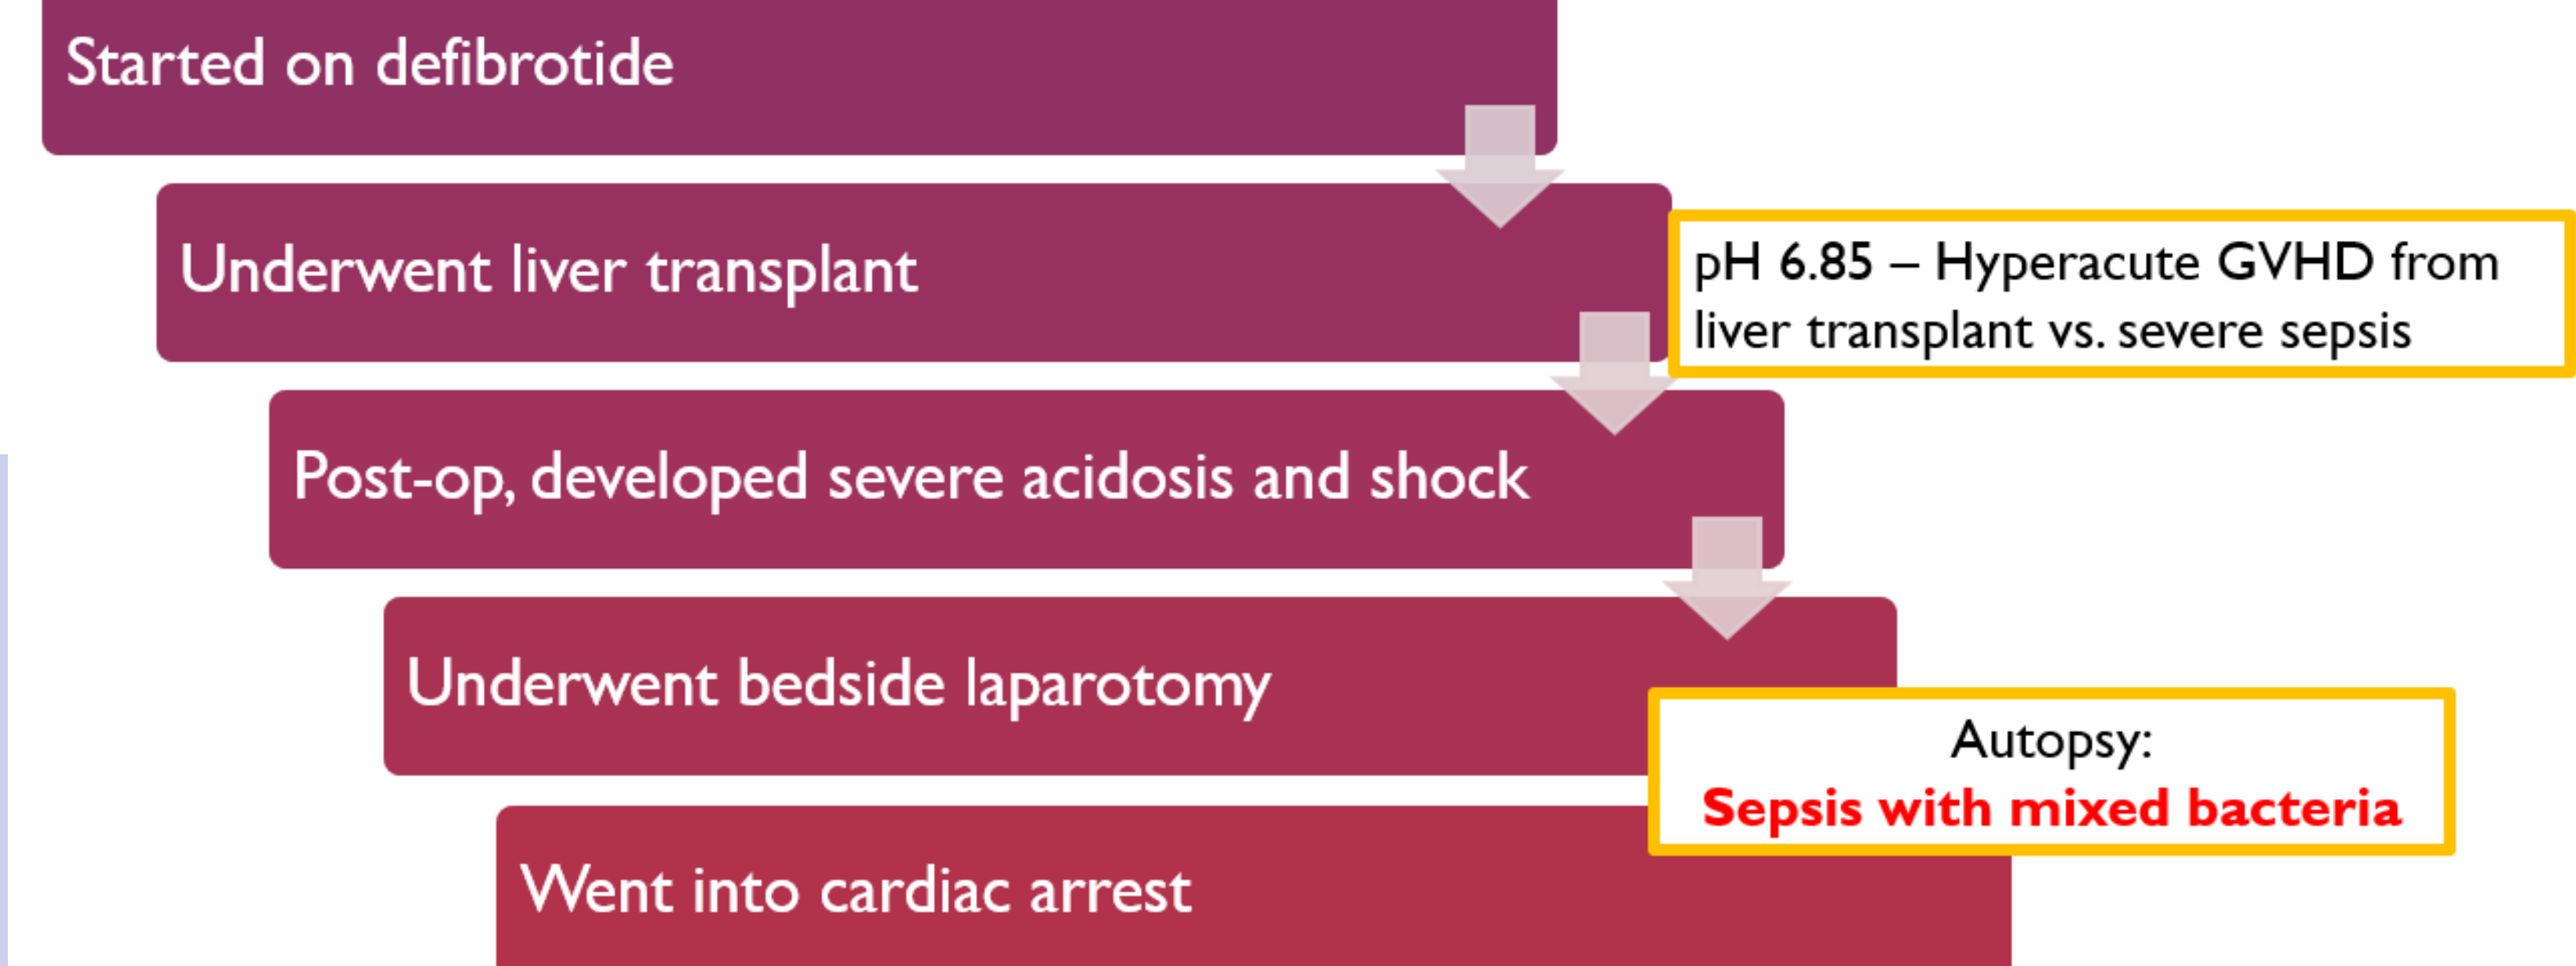 Started on defibrotide
Underwent liver transplant
pH 6.85 – Hyperacute GVHD from
liver transplant vs. severe sepsis
Post-op, developed severe acidosis and shock
Underwent bedside laparotomy
Autopsy:
Sepsis with mixed bacteria
Went into cardiac arrest